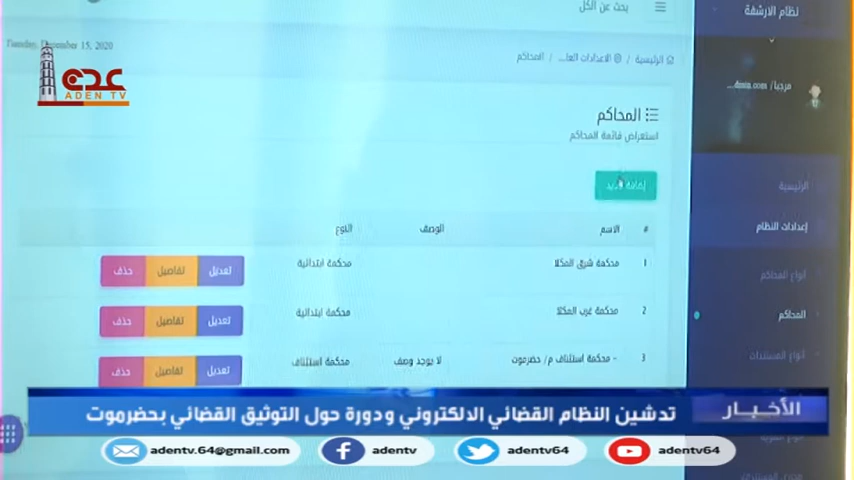 نظام الارشفة
بحث عن الكل
December 15, 2020
الرئيسية / الاعدادات العا... / المحاكم
عدن
ADEN TV
مرحبا/ ...
المحاكم
استعراض قائمة المحاكم
إضافة جديد
الرئيسية
إعدادات النظام
أنواع المحاكم
المحاكم
أنواع المستندات
# الاسم الوصف النوع
1 محكمة شرق المكلا محكمة ابتدائية تعديل تفاصيل حذف
2 محكمة غرب المكلا محكمة ابتدائية تعديل تفاصيل حذف
3 - محكمة استئناف م/ حضرموت لا يوجد وصف محكمة استئناف تعديل تفاصيل حذف
الأخبار
تدشين النظام القضائي الالكتروني ودورة حول التوثيق القضائي بحضرموت
adentv.64@gmail.com adentv adentv64 adentv64